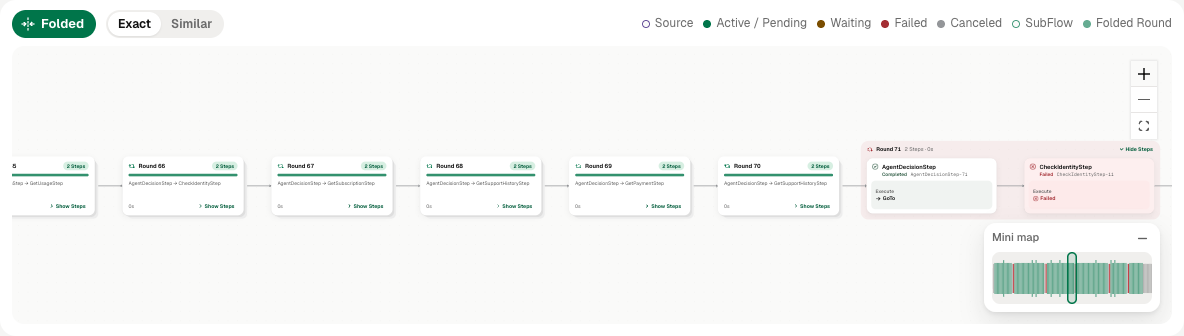 Folded
Exact
Similar
Source
Active / Pending
Waiting
Failed
Canceled
SubFlow
Folded Round
2 Steps
Step → GetUsageStep
Show Steps
Round 66
2 Steps
AgentDecisionStep → CheckIdentityStep
0s
Show Steps
Round 67
2 Steps
AgentDecisionStep → GetSubscriptionStep
0s
Show Steps
Round 68
2 Steps
AgentDecisionStep → GetSupportHistoryStep
0s
Show Steps
Round 69
2 Steps
AgentDecisionStep → GetPaymentStep
0s
Show Steps
Round 70
2 Steps
AgentDecisionStep → GetSupportHistoryStep
0s
Show Steps
Round 71 2 Steps · 0s
Hide Steps
AgentDecisionStep
Completed AgentDecisionStep-71
Execute
→ GoTo
CheckIdentityStep
Failed CheckIdentityStep-11
Execute
Failed
Mini map